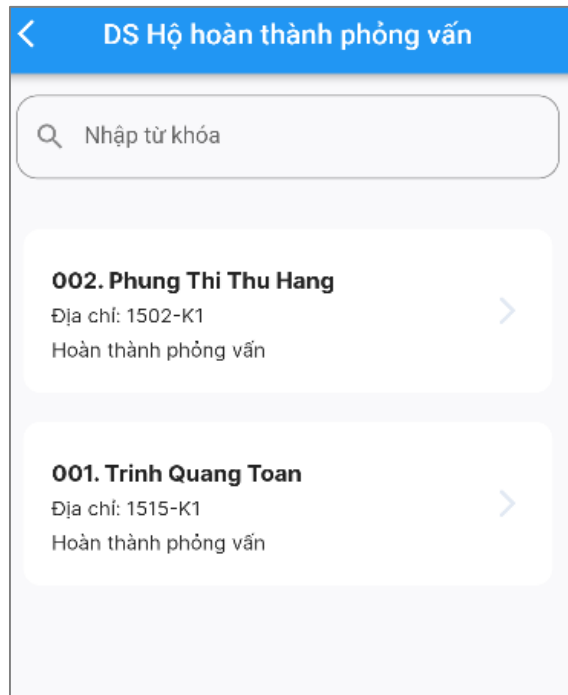 DS Hộ hoàn thành phỏng vấn
Nhập từ khóa
002. Phung Thi Thu Hang
Địa chỉ: 1502-K1
Hoàn thành phỏng vấn
001. Trinh Quang Toan
Địa chỉ: 1515-K1
Hoàn thành phỏng vấn